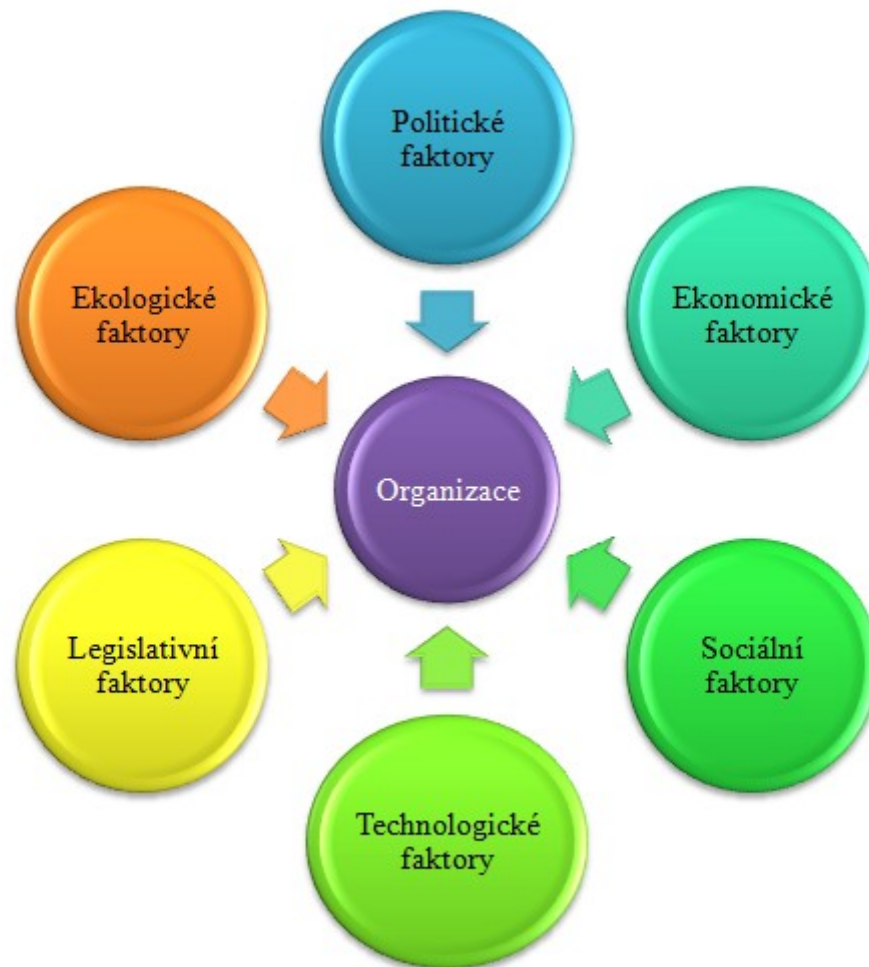 Politické
faktory
Ekologické
faktory
Ekonomické
faktory
Organizace
Legislativní
faktory
Sociální
faktory
Technologické
faktory